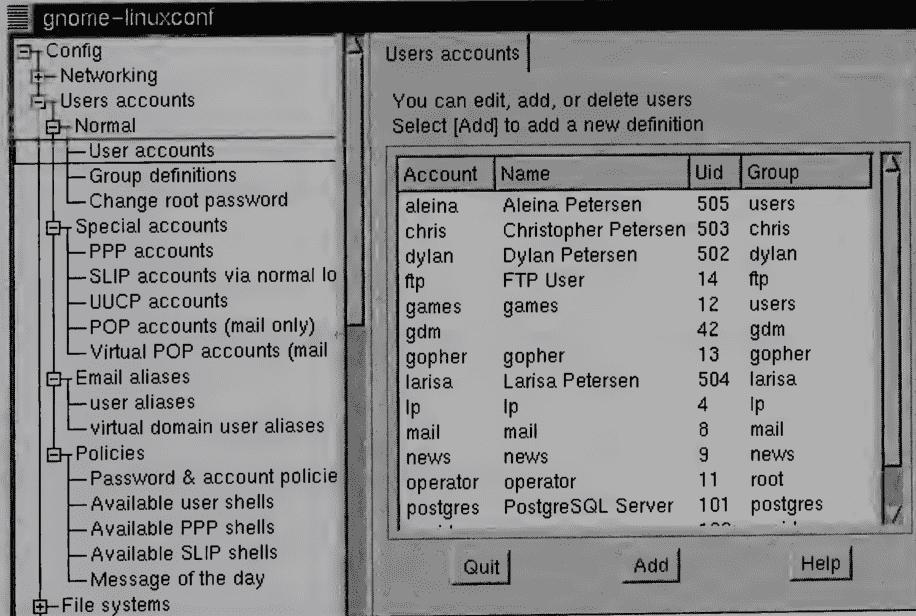 gnome-linuxconf
Config
Networking
Users accounts
Normal
User accounts
Group definitions
Change root password
Special accounts
PPP accounts
SLIP accounts via normal lo
UUCP accounts
POP accounts (mail only)
Virtual POP accounts (mail
Email aliases
user aliases
virtual domain user aliases
Policies
Password & account policie
Available user shells
Available PPP shells
Available SLIP shells
Message of the day
File systems
Users accounts
You can edit, add, or delete users
Select [Add] to add a new definition
Account Name Uid Group
aleina Aleina Petersen 505 users
chris Christopher Petersen 503 chris
dylan Dylan Petersen 502 dylan
ftp FTP User 14 ftp
games games 12 users
gdm 42 gdm
gopher gopher 13 gopher
larisa Larisa Petersen 504 larisa
lp lp 4 lp
mail mail 8 mail
news news 9 news
operator operator 11 root
postgres PostgreSQL Server 101 postgres
Quit Add Help